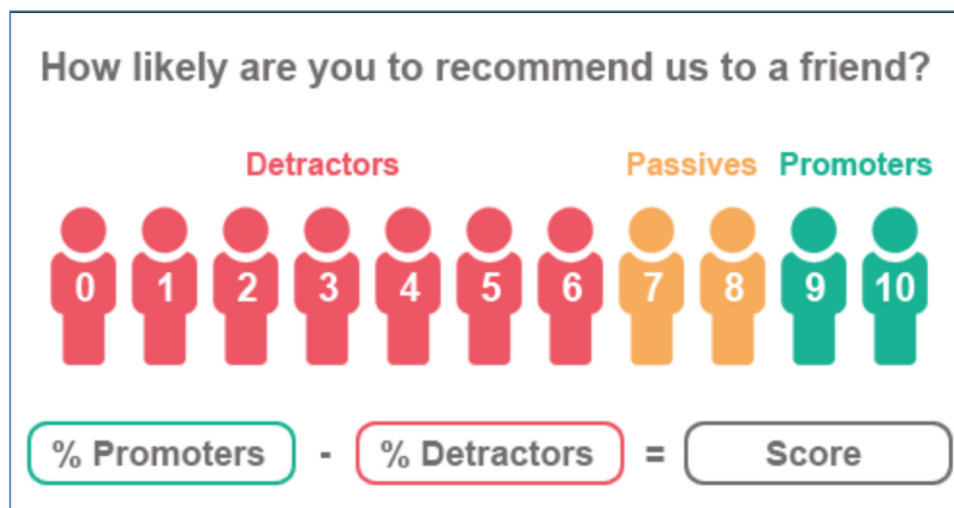 How likely are you to recommend us to a friend?
Detractors Passives Promoters
0 1 2 3 4 5 6 7 8 9 10
% Promoters - % Detractors = Score